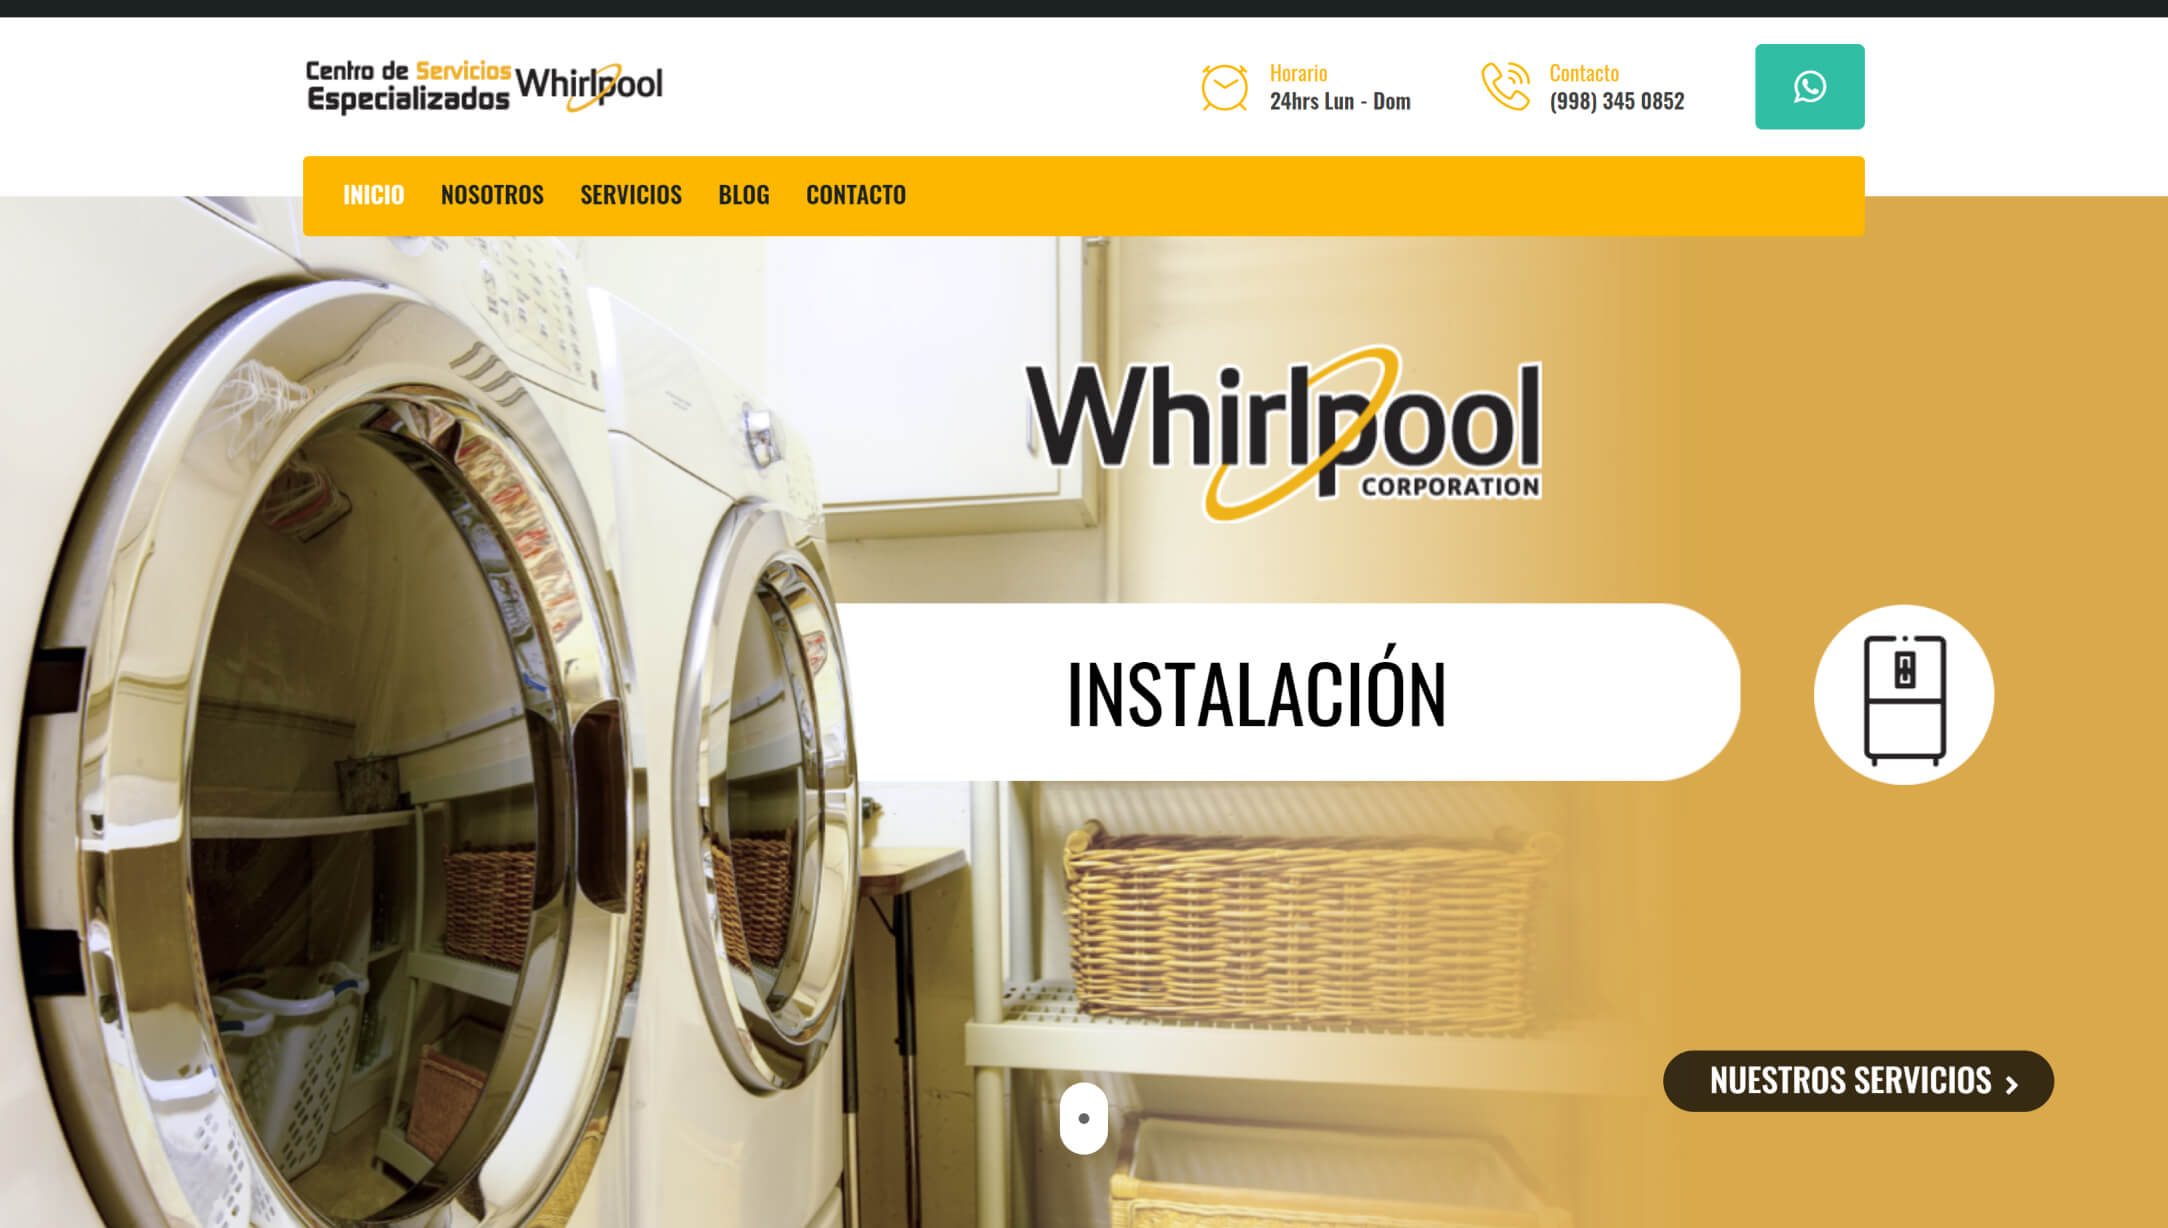 Centro de Servicios
Especializados
Whirlpool
Horario
24hrs Lun - Dom
Contacto
(998) 345 0852
INICIO NOSOTROS SERVICIOS BLOG CONTACTO
Whirlpool
CORPORATION
INSTALACIÓN
NUESTROS SERVICIOS